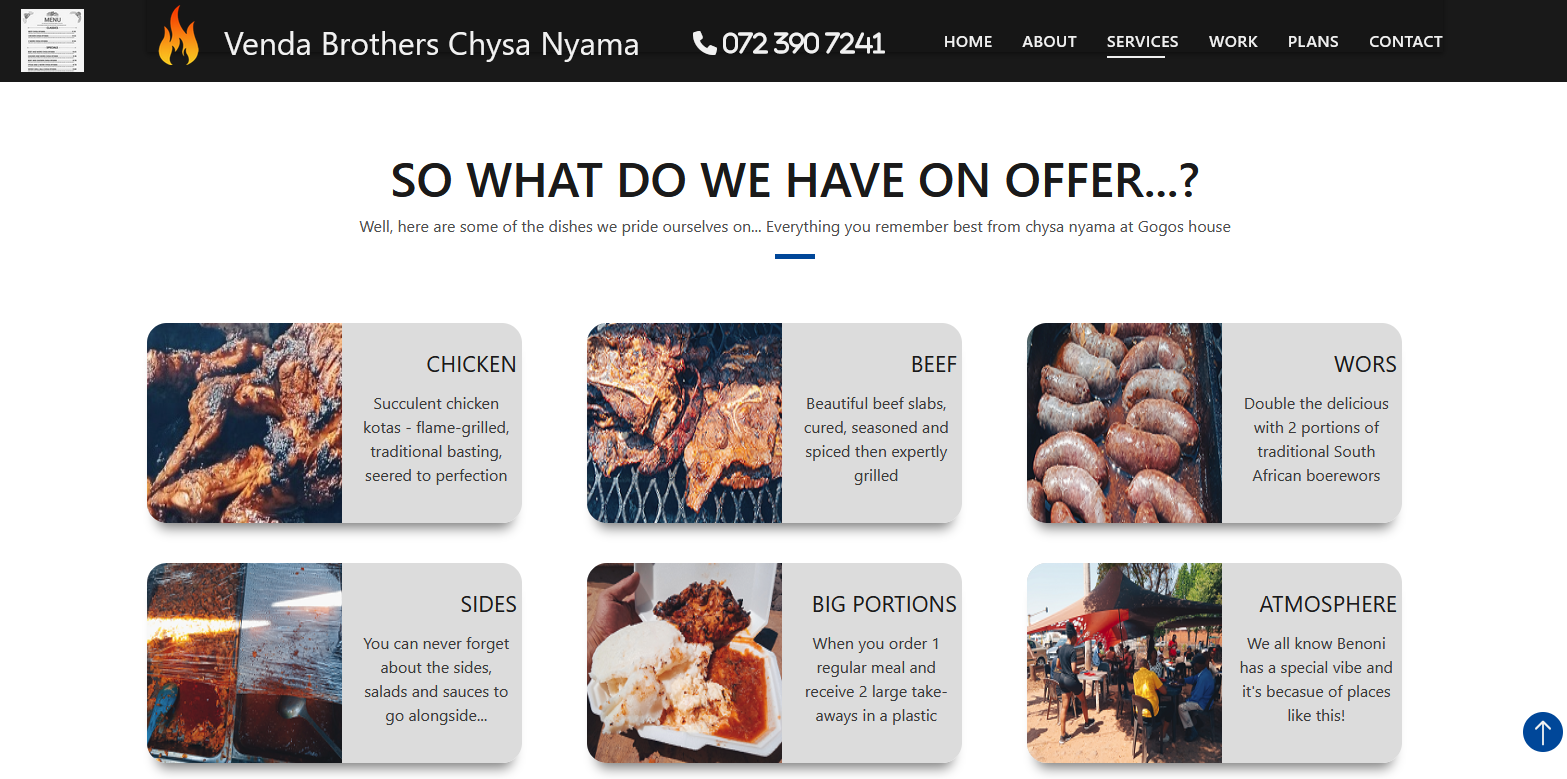 MENU
Venda Brothers Chysa Nyama
072 390 7241
HOME ABOUT SERVICES WORK PLANS CONTACT
SO WHAT DO WE HAVE ON OFFER...?
Well, here are some of the dishes we pride ourselves on... Everything you remember best from chysa nyama at Gogos house
CHICKEN
Succulent chicken
kotas - flame-grilled,
traditional basting,
seered to perfection
BEEF
Beautiful beef slabs,
cured, seasoned and
spiced then expertly
grilled
WORS
Double the delicious
with 2 portions of
traditional South
African boerewors
SIDES
You can never forget
about the sides,
salads and sauces to
go alongside...
BIG PORTIONS
When you order 1
regular meal and
receive 2 large take-
aways in a plastic
ATMOSPHERE
We all know Benoni
has a special vibe and
it's becasue of places
like this!